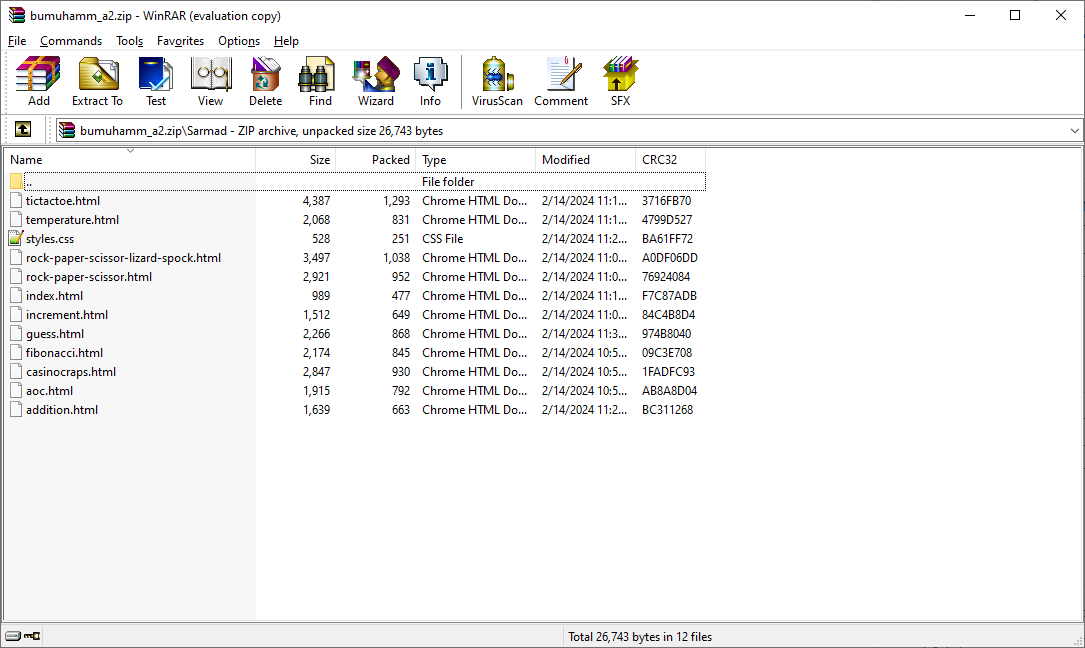 bumuhamm_a2.zip - WinRAR (evaluation copy)
File Commands Tools Favorites Options Help
Add Extract To Test View Delete Find Wizard Info VirusScan Comment SFX
bumuhamm_a2.zip\Sarmad - ZIP archive, unpacked size 26,743 bytes
Name Size Packed Type Modified CRC32
.. File folder
tictactoe.html 4,387 1,293 Chrome HTML Do... 2/14/2024 11:1... 3716FB70
temperature.html 2,068 831 Chrome HTML Do... 2/14/2024 11:1... 4799D527
styles.css 528 251 CSS File 2/14/2024 11:2... BA61FF72
rock-paper-scissor-lizard-spock.html 3,497 1,038 Chrome HTML Do... 2/14/2024 11:0... A0DF06DD
rock-paper-scissor.html 2,921 952 Chrome HTML Do... 2/14/2024 11:0... 76924084
index.html 989 477 Chrome HTML Do... 2/14/2024 11:1... F7C87ADB
increment.html 1,512 649 Chrome HTML Do... 2/14/2024 11:0... 84C4B8D4
guess.html 2,266 868 Chrome HTML Do... 2/14/2024 11:3... 974B8040
fibonacci.html 2,174 845 Chrome HTML Do... 2/14/2024 10:5... 09C3E708
casinocraps.html 2,847 930 Chrome HTML Do... 2/14/2024 10:5... 1FADFC93
aoc.html 1,915 792 Chrome HTML Do... 2/14/2024 10:5... AB8A8D04
addition.html 1,639 663 Chrome HTML Do... 2/14/2024 11:2... BC311268
Total 26,743 bytes in 12 files